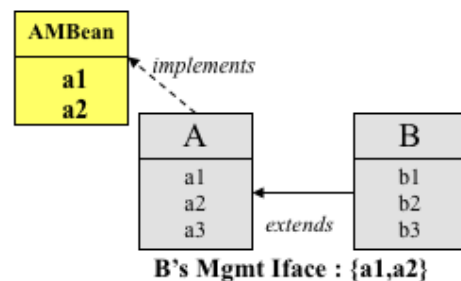 AMBean
a1
a2
implements
A
a1
a2
a3
B
b1
b2
b3
extends
B's Mgmt Iface : {a1,a2}